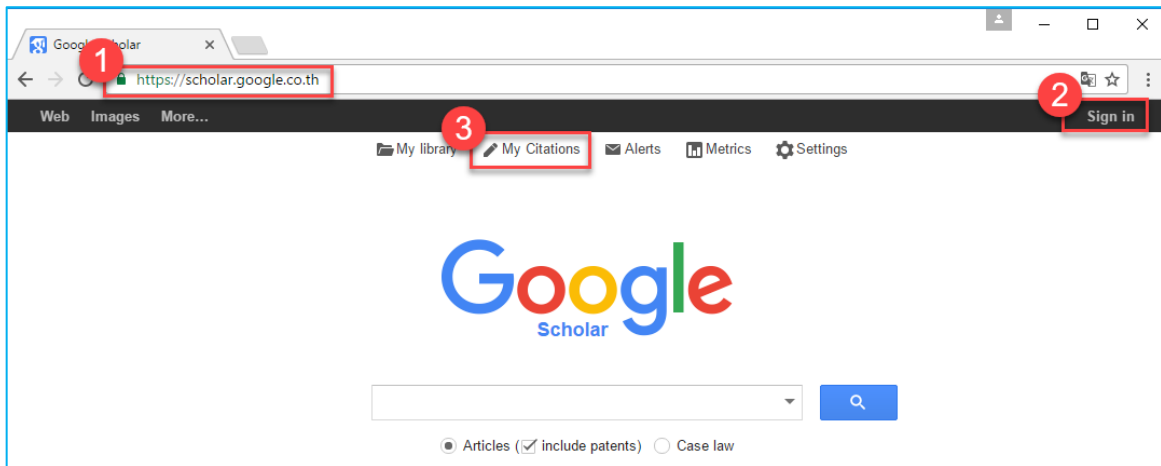 Google Scholar
1
https://scholar.google.co.th
2
Web Images More...
Sign in
3
My library My Citations Alerts Metrics Settings
Google
Scholar
Articles (include patents) Case law